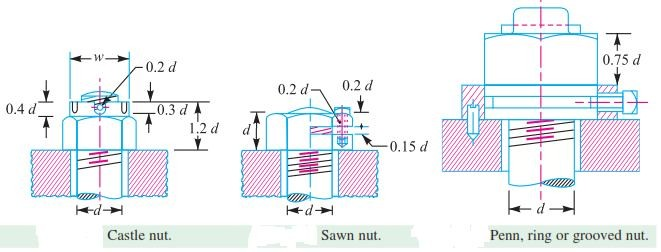 w
0.2 d
0.4 d
0.3 d
1.2 d
d
Castle nut.
0.2 d
0.2 d
d
0.15 d
d
Sawn nut.
0.75 d
d
Penn, ring or grooved nut.